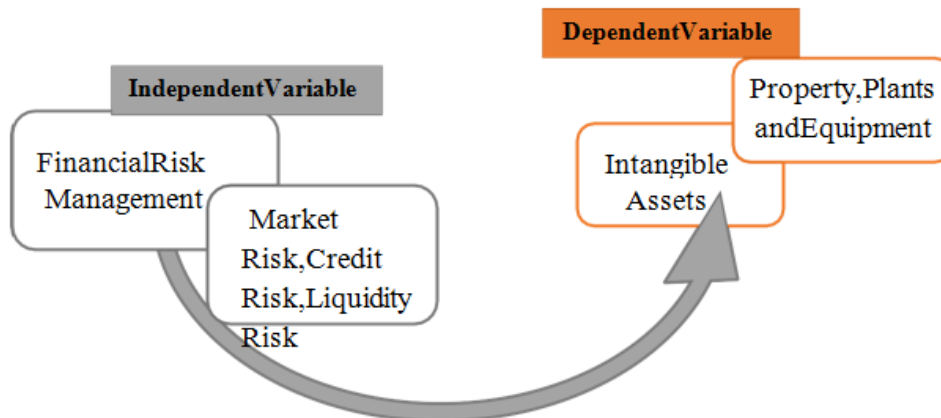 IndependentVariable
FinancialRisk
Management
Market
Risk,Credit
Risk,Liquidity
Risk
DependentVariable
Property,Plants
andEquipment
Intangible
Assets